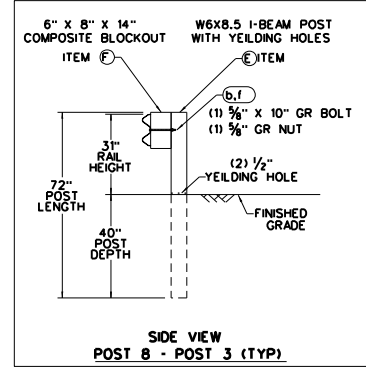 6" X 8" X 14"
COMPOSITE BLOCKOUT
ITEM F
W6X8.5 I-BEAM POST
WITH YEILDING HOLES
E ITEM
b,f
(1) 5/8" X 10" GR BOLT
(1) 5/8" GR NUT
31"
RAIL
HEIGHT
72"
POST
LENGTH
(2) 1/2"
YEILDING HOLE
40"
POST
DEPTH
FINISHED
GRADE
SIDE VIEW
POST 8 - POST 3 (TYP)